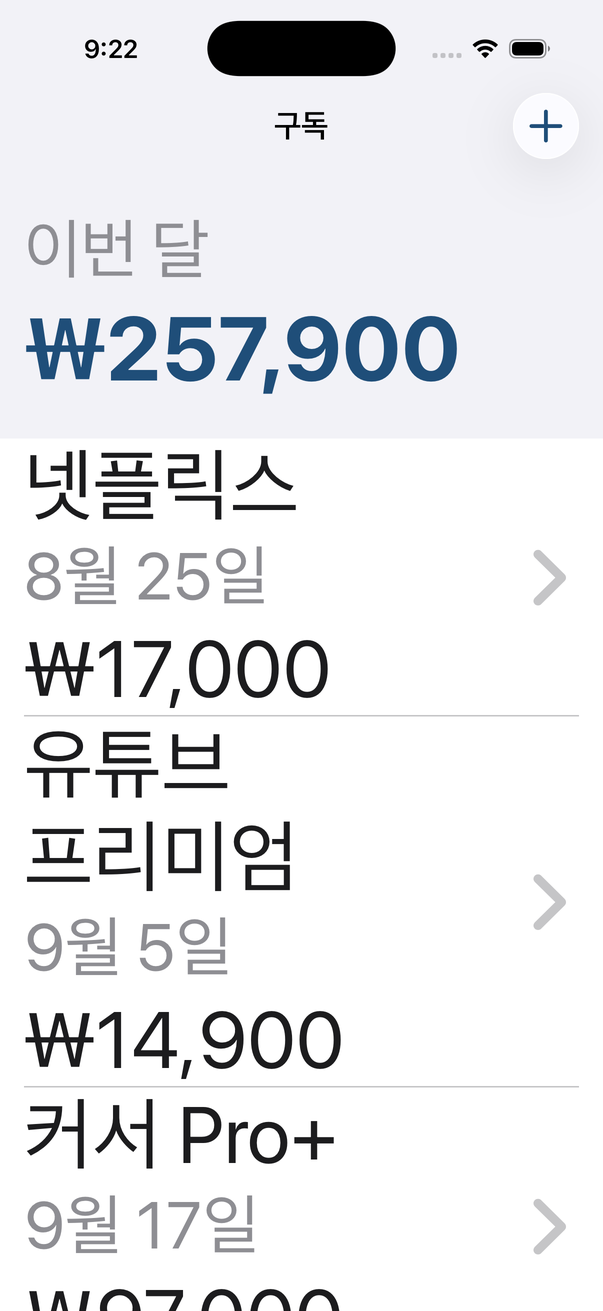 9:22
구독
이번 달
₩257,900
넷플릭스
8월 25일
₩17,000
유튜브
프리미엄
9월 5일
₩14,900
커서 Pro+
9월 17일